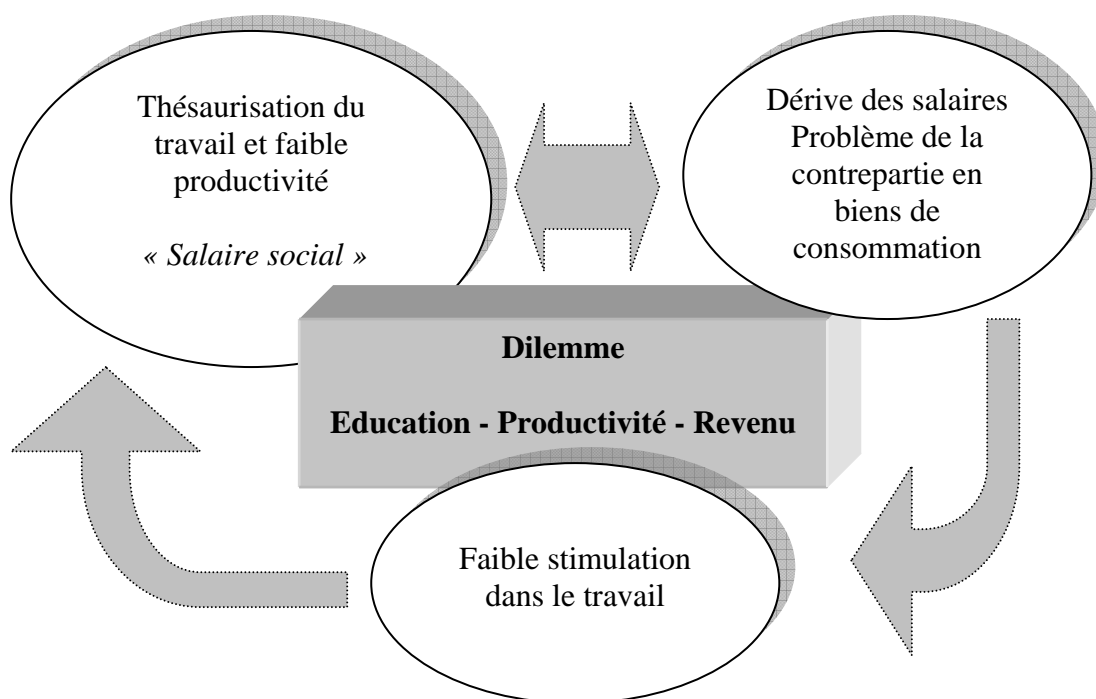 Thésaurisation du
travail et faible
productivité
« Salaire social »
Dérive des salaires
Problème de la
contrepartie en
biens de
consommation
Dilemme
Education - Productivité - Revenu
Faible stimulation
dans le travail